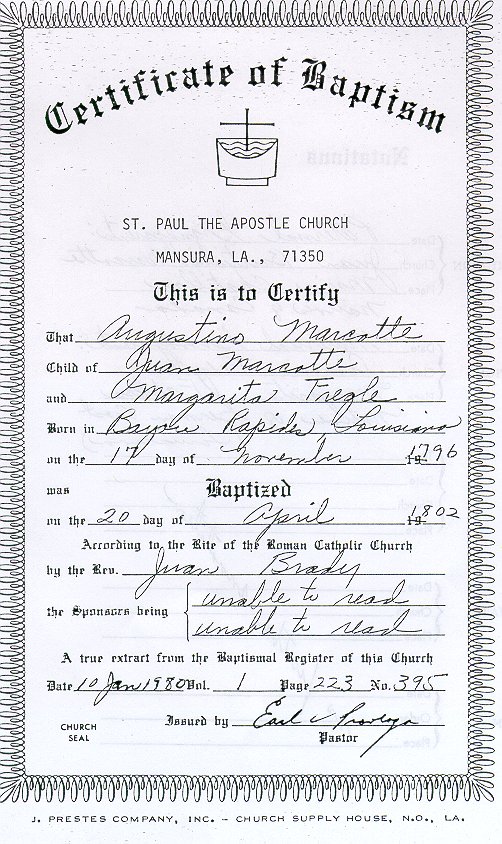 Certificate of Baptism
ST. PAUL THE APOSTLE CHURCH
MANSURA, LA., 71350
This is to Certify
That Augustino Marcotte
Child of Juan Marcotte
and Margarita Fregle
Born in Bayou Rapides, Louisiana
on the 17 day of November 1796
was Baptized
on the 20 day of April 1802
According to the Rite of the Roman Catholic Church
by the Rev. Juan Brady
the Sponsors being unable to read
unable to read
A true extract from the Baptismal Register of this Church
Date 10 Jan 1980 Vol. 1 Page 223 No. 395
Issued by Earl
CHURCH
SEAL
Pastor
J. PRESTES COMPANY, INC. - CHURCH SUPPLY HOUSE, N.O., LA.